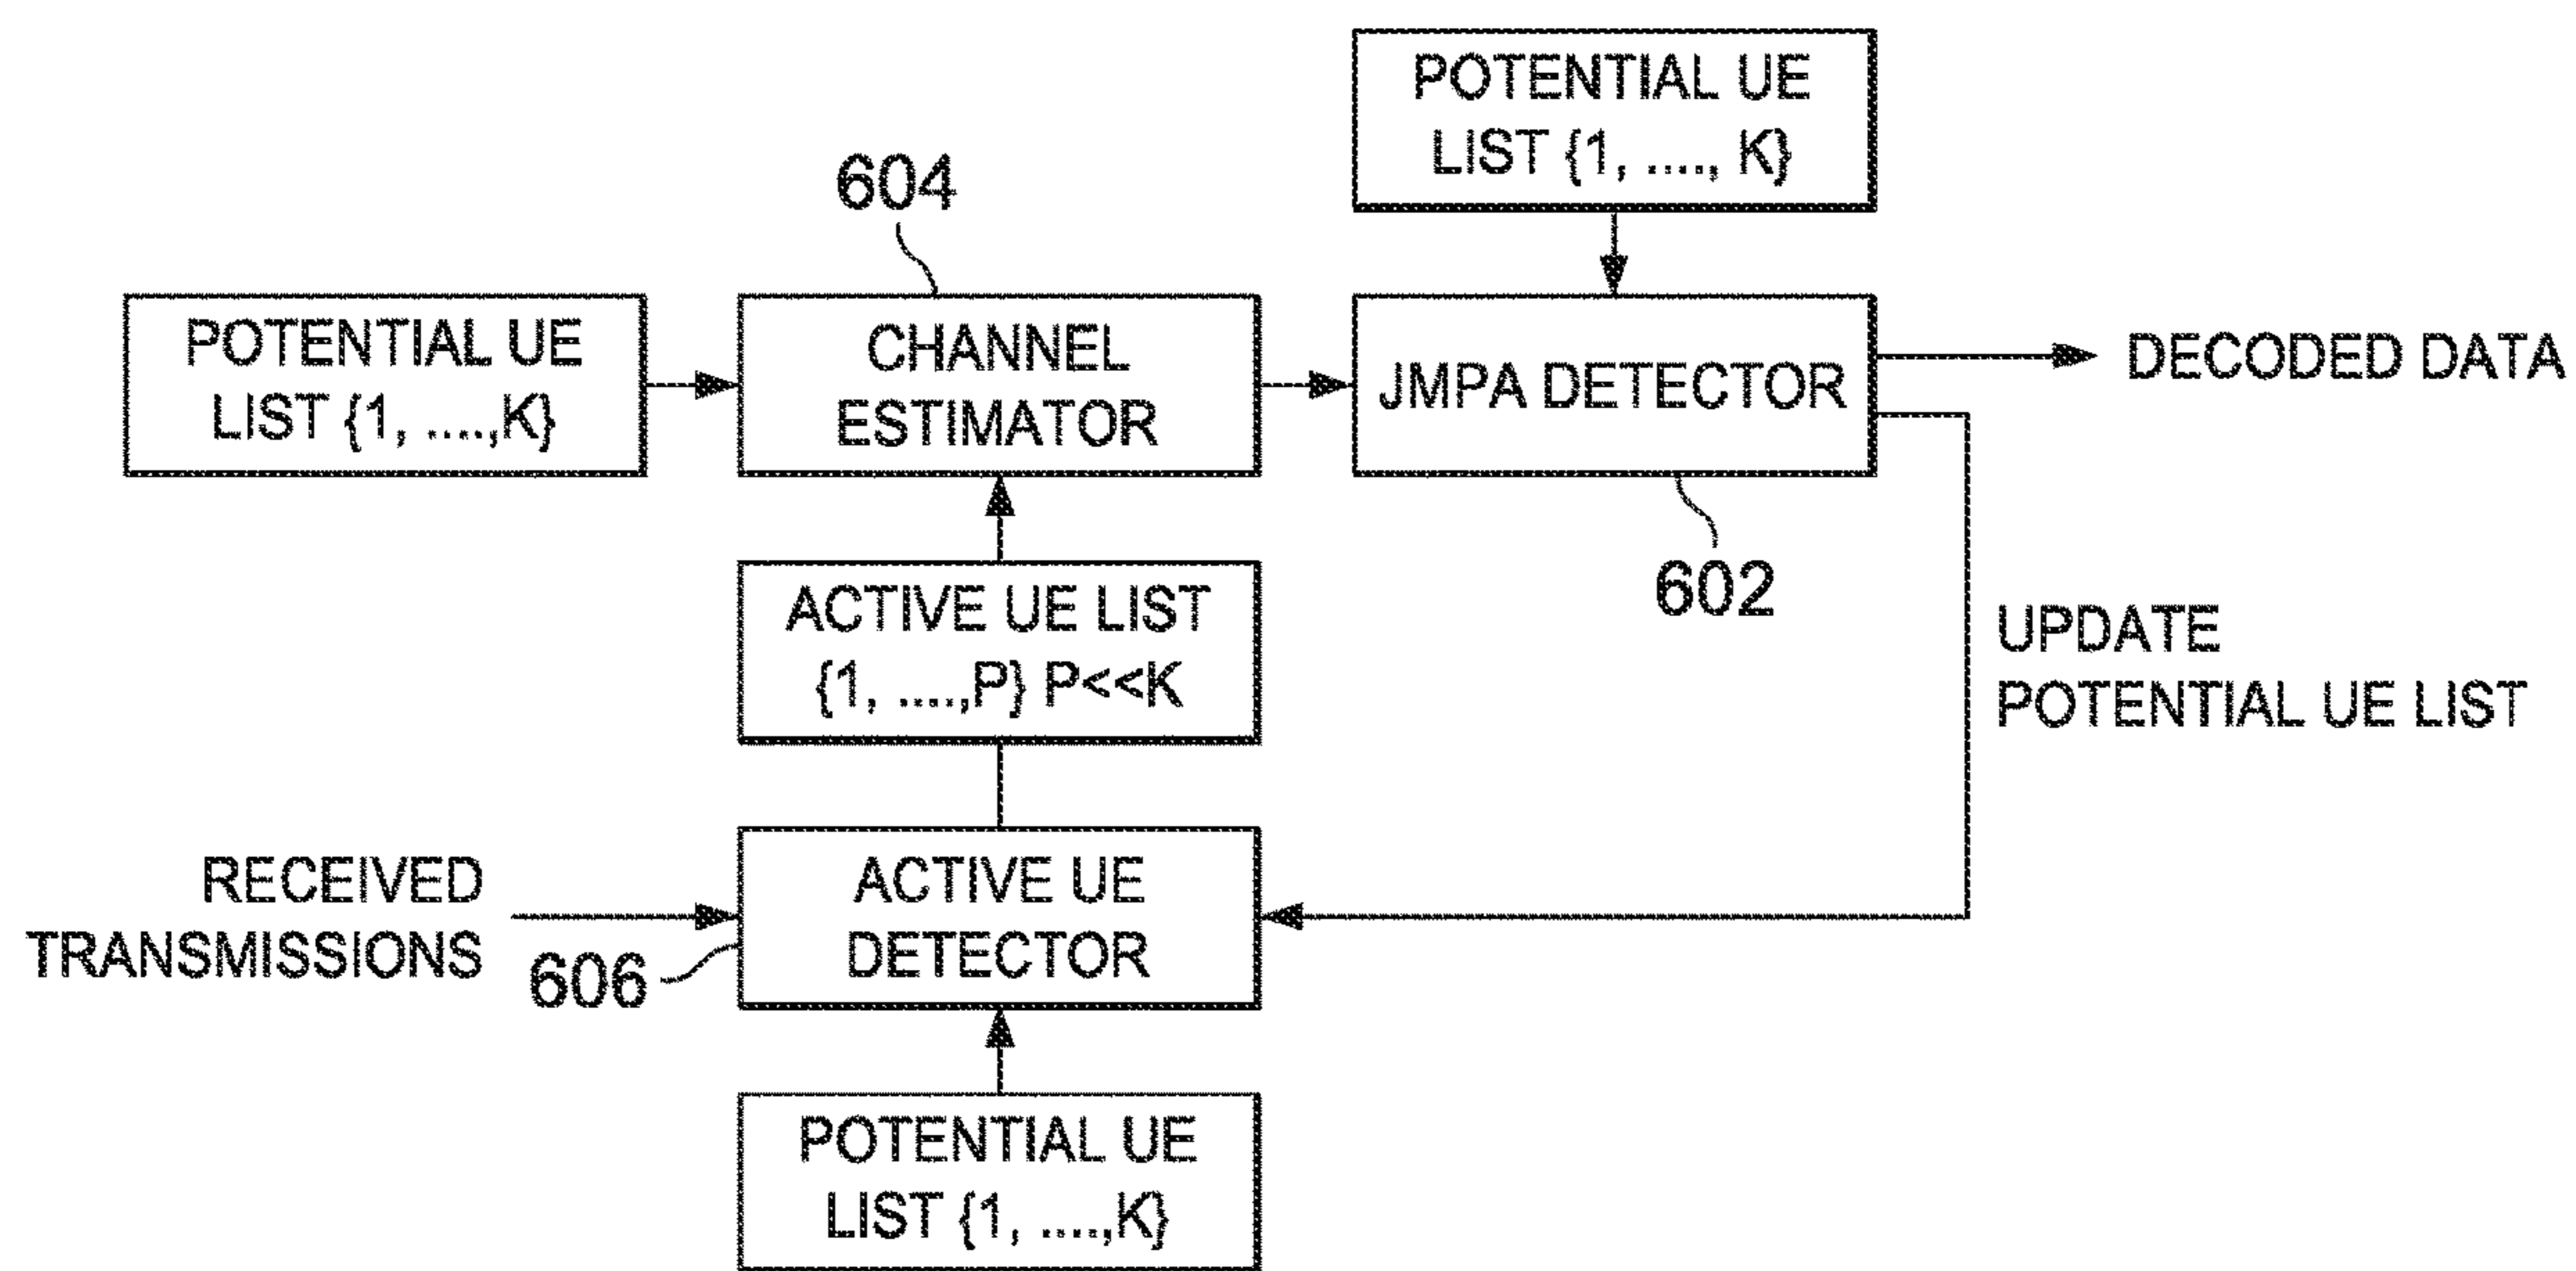 POTENTIAL UE
LIST {1, ...., K}
604
POTENTIAL UE
LIST {1, ....,K}
CHANNEL
ESTIMATOR
JMPA DETECTOR
DECODED DATA
602
ACTIVE UE LIST
{1, ....,P} P<<K
UPDATE
POTENTIAL UE LIST
RECEIVED
TRANSMISSIONS
606
ACTIVE UE
DETECTOR
POTENTIAL UE
LIST {1, ....,K}